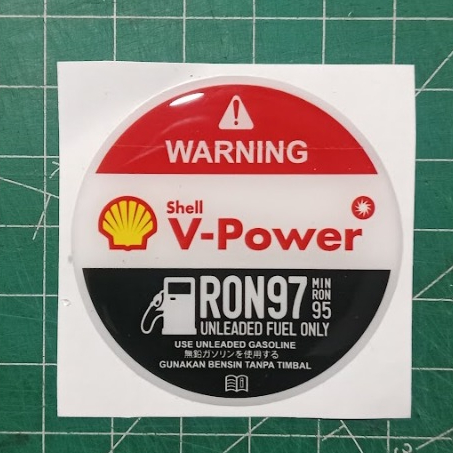 WARNING
Shell
V-Power
RON97 MIN RON 95
UNLEADED FUEL ONLY
USE UNLEADED GASOLINE
無鉛ガソリンを使用する
GUNAKAN BENSIN TANPA TIMBAL